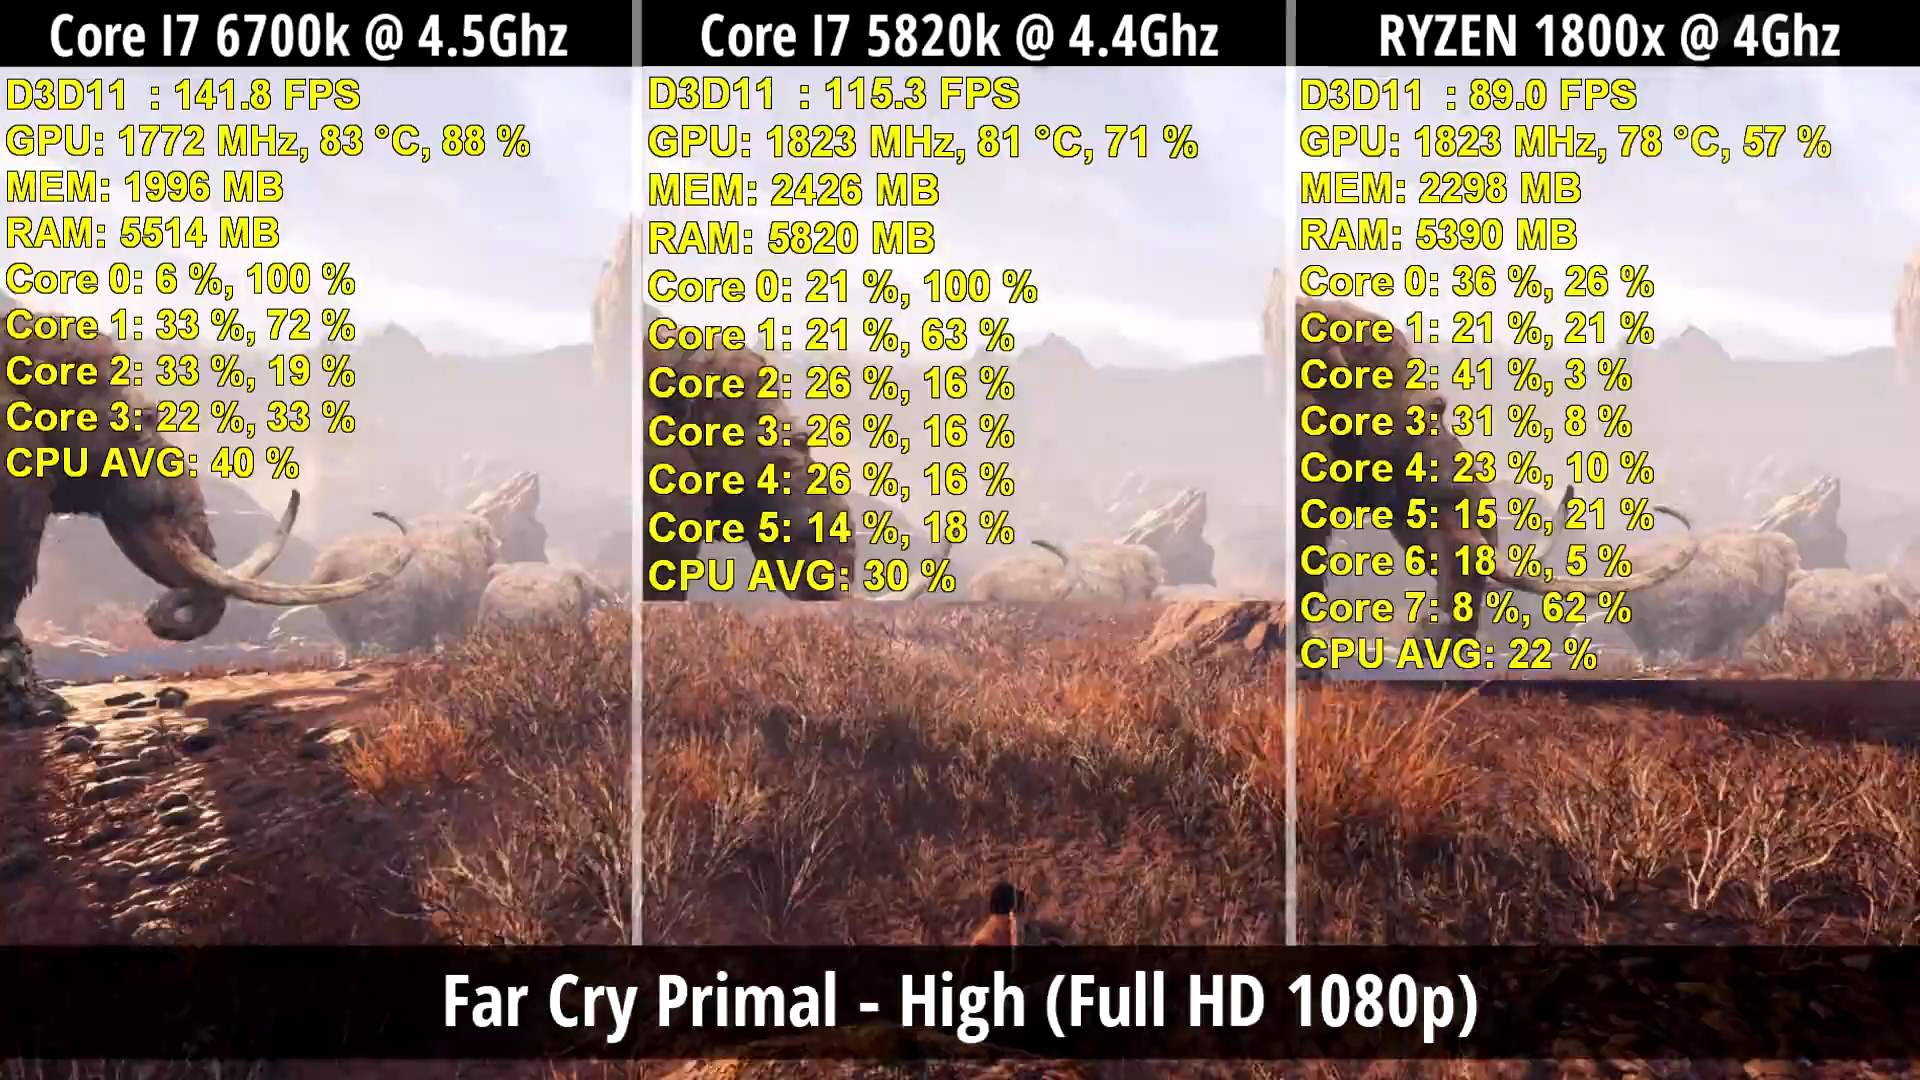 Core I7 6700k @ 4.5Ghz
D3D11 : 141.8 FPS
GPU: 1772 MHz, 83 °C, 88 %
MEM: 1996 MB
RAM: 5514 MB
Core 0: 6 %, 100 %
Core 1: 33 %, 72 %
Core 2: 33 %, 19 %
Core 3: 22 %, 33 %
CPU AVG: 40 %
Core I7 5820k @ 4.4Ghz
D3D11 : 115.3 FPS
GPU: 1823 MHz, 81 °C, 71 %
MEM: 2426 MB
RAM: 5820 MB
Core 0: 21 %, 100 %
Core 1: 21 %, 63 %
Core 2: 26 %, 16 %
Core 3: 26 %, 16 %
Core 4: 26 %, 16 %
Core 5: 14 %, 18 %
CPU AVG: 30 %
RYZEN 1800x @ 4Ghz
D3D11 : 89.0 FPS
GPU: 1823 MHz, 78 °C, 57 %
MEM: 2298 MB
RAM: 5390 MB
Core 0: 36 %, 26 %
Core 1: 21 %, 21 %
Core 2: 41 %, 3 %
Core 3: 31 %, 8 %
Core 4: 23 %, 10 %
Core 5: 15 %, 21 %
Core 6: 18 %, 5 %
Core 7: 8 %, 62 %
CPU AVG: 22 %
Far Cry Primal - High (Full HD 1080p)